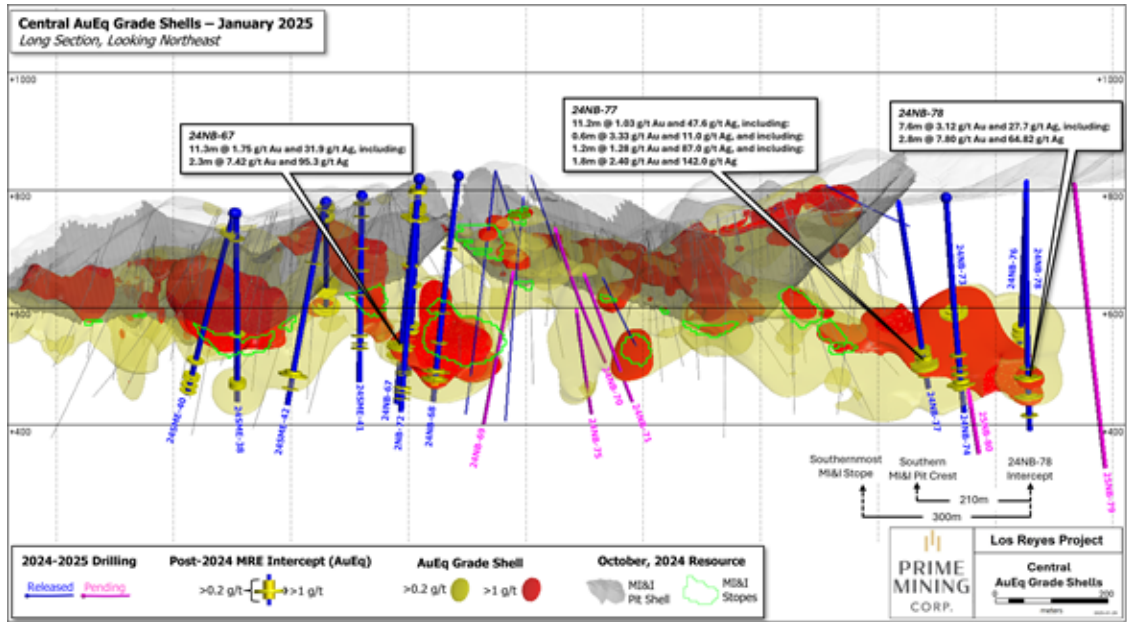 Central AuEq Grade Shells – January 2025
Long Section, Looking Northeast
+1000
+1000
24NB-67
11.3m @ 1.75 g/t Au and 31.9 g/t Ag, including:
2.3m @ 7.42 g/t Au and 95.3 g/t Ag
24NB-77
11.2m @ 1.03 g/t Au and 47.6 g/t Ag, including:
0.6m @ 3.33 g/t Au and 11.0 g/t Ag, and including:
1.2m @ 1.28 g/t Au and 87.0 g/t Ag, and including:
1.8m @ 2.40 g/t Au and 142.0 g/t Ag
24NB-78
7.6m @ 3.12 g/t Au and 27.7 g/t Ag, including:
2.8m @ 7.80 g/t Au and 64.82 g/t Ag
+800
+800
+600
+600
+400
+400
24SME-40
24SME-38
24SME-42
24SME-41
24NB-67
2NB-72
24NB-68
24NB-69
23NB-75
24NB-70
24NB-71
24NB-77
24NB-73
24NB-74
25NB-80
24NB-76
24NB-78
25NB-79
Southernmost
MI&I Stope
Southern
MI&I Pit Crest
24NB-78
Intercept
210m
300m
2024-2025 Drilling
Released
Pending
Post-2024 MRE Intercept (AuEq)
>0.2 g/t
>1 g/t
AuEq Grade Shell
>0.2 g/t
>1 g/t
October, 2024 Resource
MI&I
Pit Shell
MI&I
Stopes
PRIME
MINING
CORP.
Los Reyes Project
Central
AuEq Grade Shells
0
200
meters